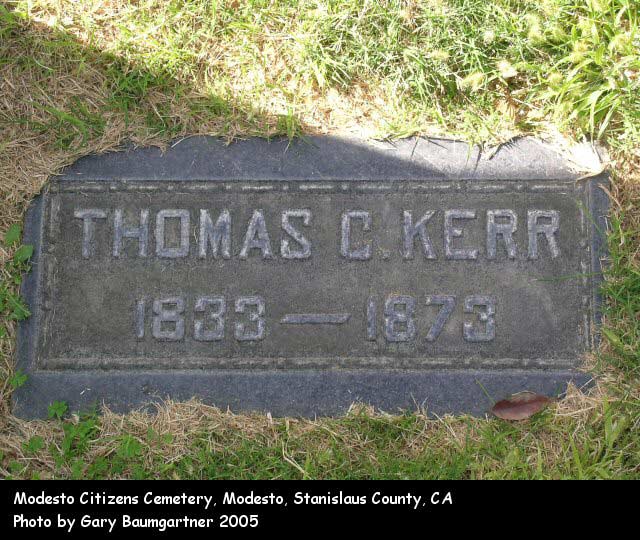 THOMAS C. KERR
1833 — 1873
Modesto Citizens Cemetery, Modesto, Stanislaus County, CA
Photo by Gary Baumgartner 2005